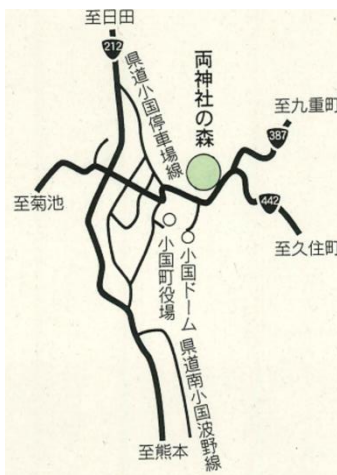 至日田
212
県道小国停車場線
両神社の森
至九重町
387
至菊池
442
至久住町
小国町役場
小国ドーム
県道南小国波野線
至熊本